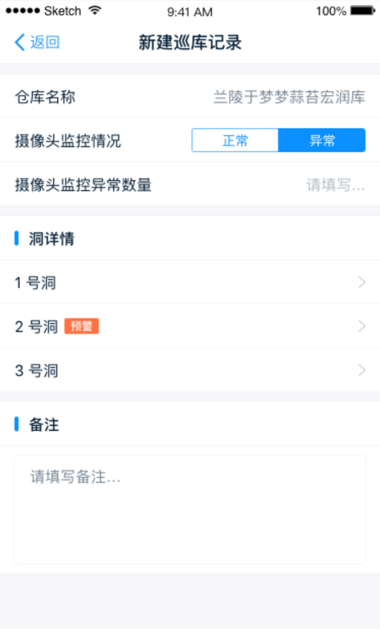 Sketch 9:41 AM 100%
返回 新建巡库记录
仓库名称 兰陵于梦梦蒜苔宏润库
摄像头监控情况 正常 异常
摄像头监控异常数量 请填写...
洞详情
1 号洞
2 号洞 预警
3 号洞
备注
请填写备注...